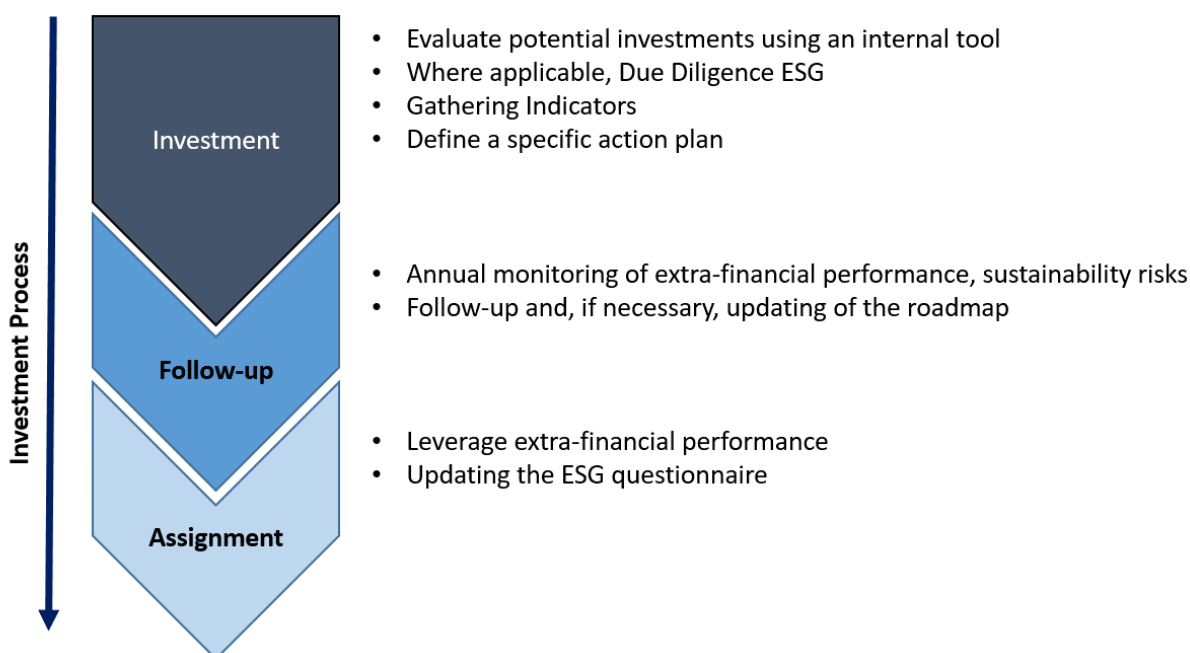 Investment Process
Investment
• Evaluate potential investments using an internal tool
• Where applicable, Due Diligence ESG
• Gathering Indicators
• Define a specific action plan
Follow-up
• Annual monitoring of extra-financial performance, sustainability risks
• Follow-up and, if necessary, updating of the roadmap
Assignment
• Leverage extra-financial performance
• Updating the ESG questionnaire